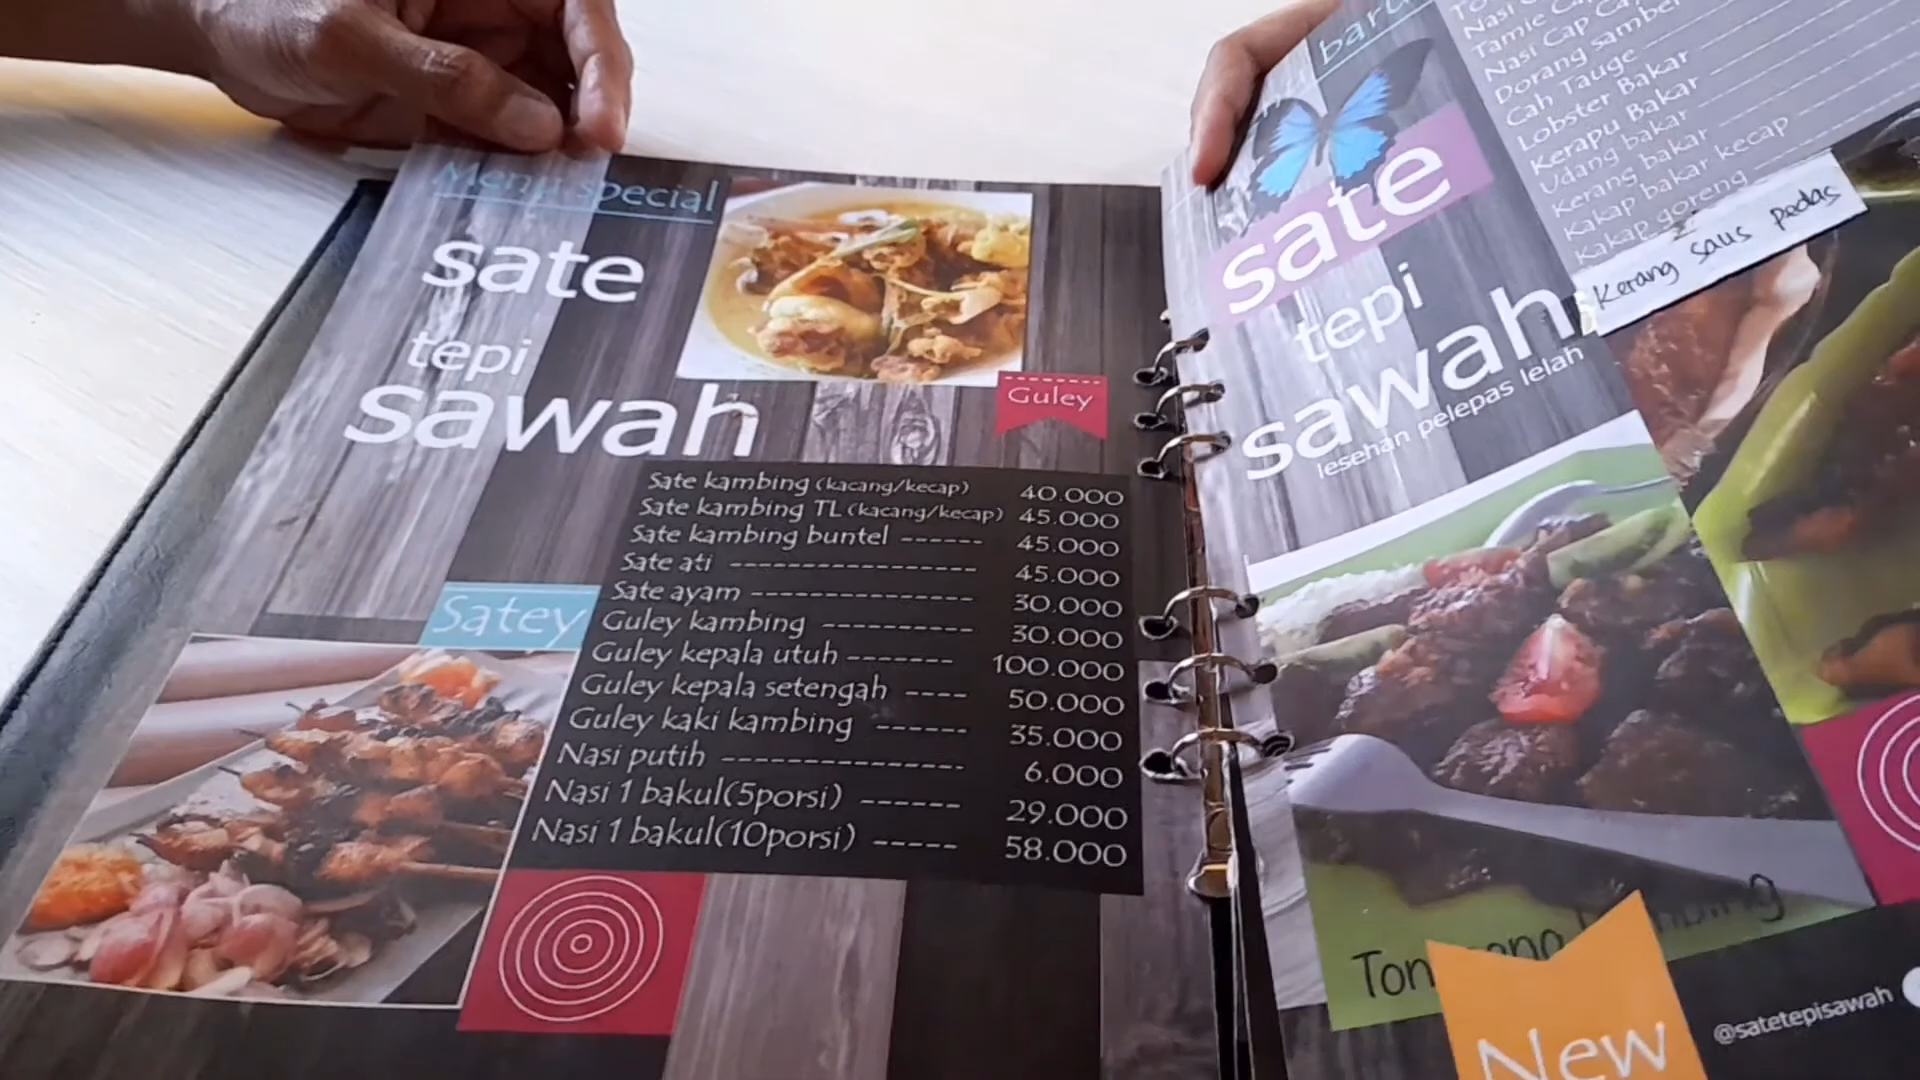 Menu special
sate
tepi
sawah
Guley
Sate kambing (kacang/kecap) 40.000
Sate kambing TL (kacang/kecap) 45.000
Sate kambing buntel ------ 45.000
Sate ati ----------------- 45.000
Sate ayam --------------- 30.000
Guley kambing ---------- 30.000
Guley kepala utuh ------- 100.000
Guley kepala setengah ---- 50.000
Guley kaki kambing ------ 35.000
Nasi putih --------------- 6.000
Nasi 1 bakul(5porsi) ------ 29.000
Nasi 1 bakul(10porsi) ----- 58.000
Satey
baru
sate
tepi
sawah
lesehan pelepas lelah
Nasi
Tamie
Nasi Cap
Dorang sambel
Cah Tauge
Lobster Bakar
Kerapu Bakar
Udang bakar
Kerang bakar
Kakap bakar kecap
Kakap goreng
Kerang saus pedas
New
@satetepisawah